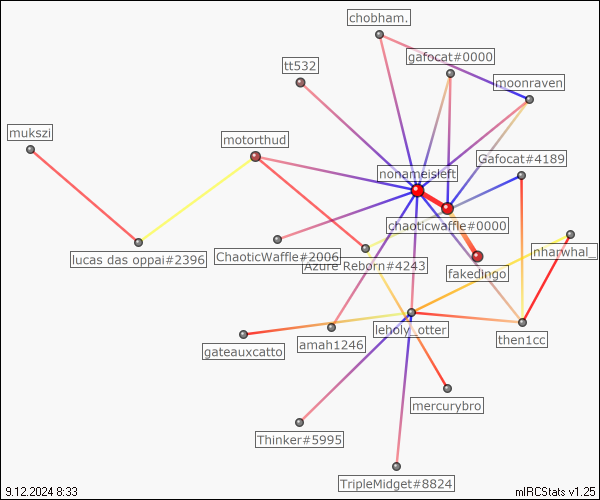 chobham.
gafocat#0000
tt532
moonraven
mukszi
motorthud
Gafocat#4189
nonameisleft
chaoticwaffle#0000
ChaoticWaffle#2006
lucas das oppai#2396
Azure Reborn#4243
nharwhal_
fakedingo
leholy_otter
then1cc
amah1246
gateauxcatto
mercurybro
Thinker#5995
TripleMidget#8824
9.12.2024 8:33
mIRCStats v1.25